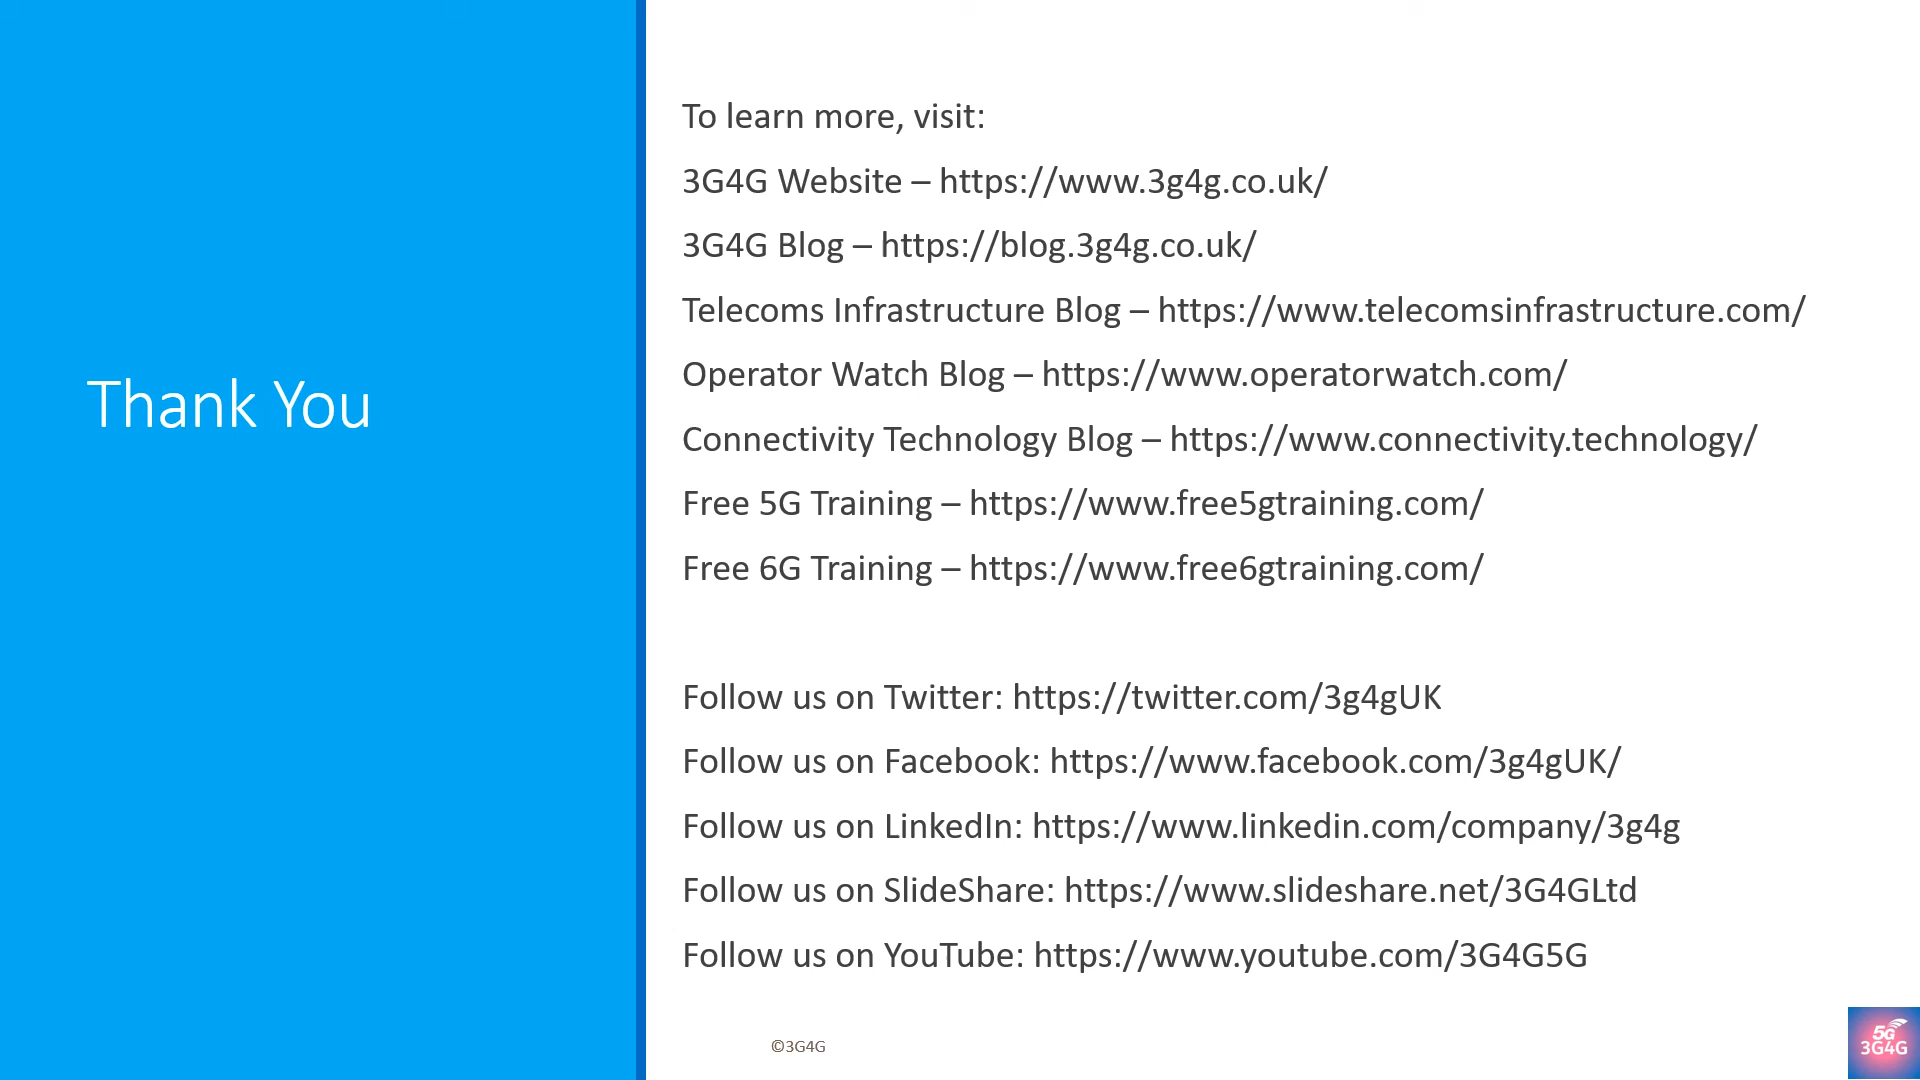 Thank You
To learn more, visit:
3G4G Website – https://www.3g4g.co.uk/
3G4G Blog – https://blog.3g4g.co.uk/
Telecoms Infrastructure Blog – https://www.telecomsinfrastructure.com/
Operator Watch Blog – https://www.operatorwatch.com/
Connectivity Technology Blog – https://www.connectivity.technology/
Free 5G Training – https://www.free5gtraining.com/
Free 6G Training – https://www.free6gtraining.com/
Follow us on Twitter: https://twitter.com/3g4gUK
Follow us on Facebook: https://www.facebook.com/3g4gUK/
Follow us on LinkedIn: https://www.linkedin.com/company/3g4g
Follow us on SlideShare: https://www.slideshare.net/3G4GLtd
Follow us on YouTube: https://www.youtube.com/3G4G5G
©3G4G
5G
3G4G